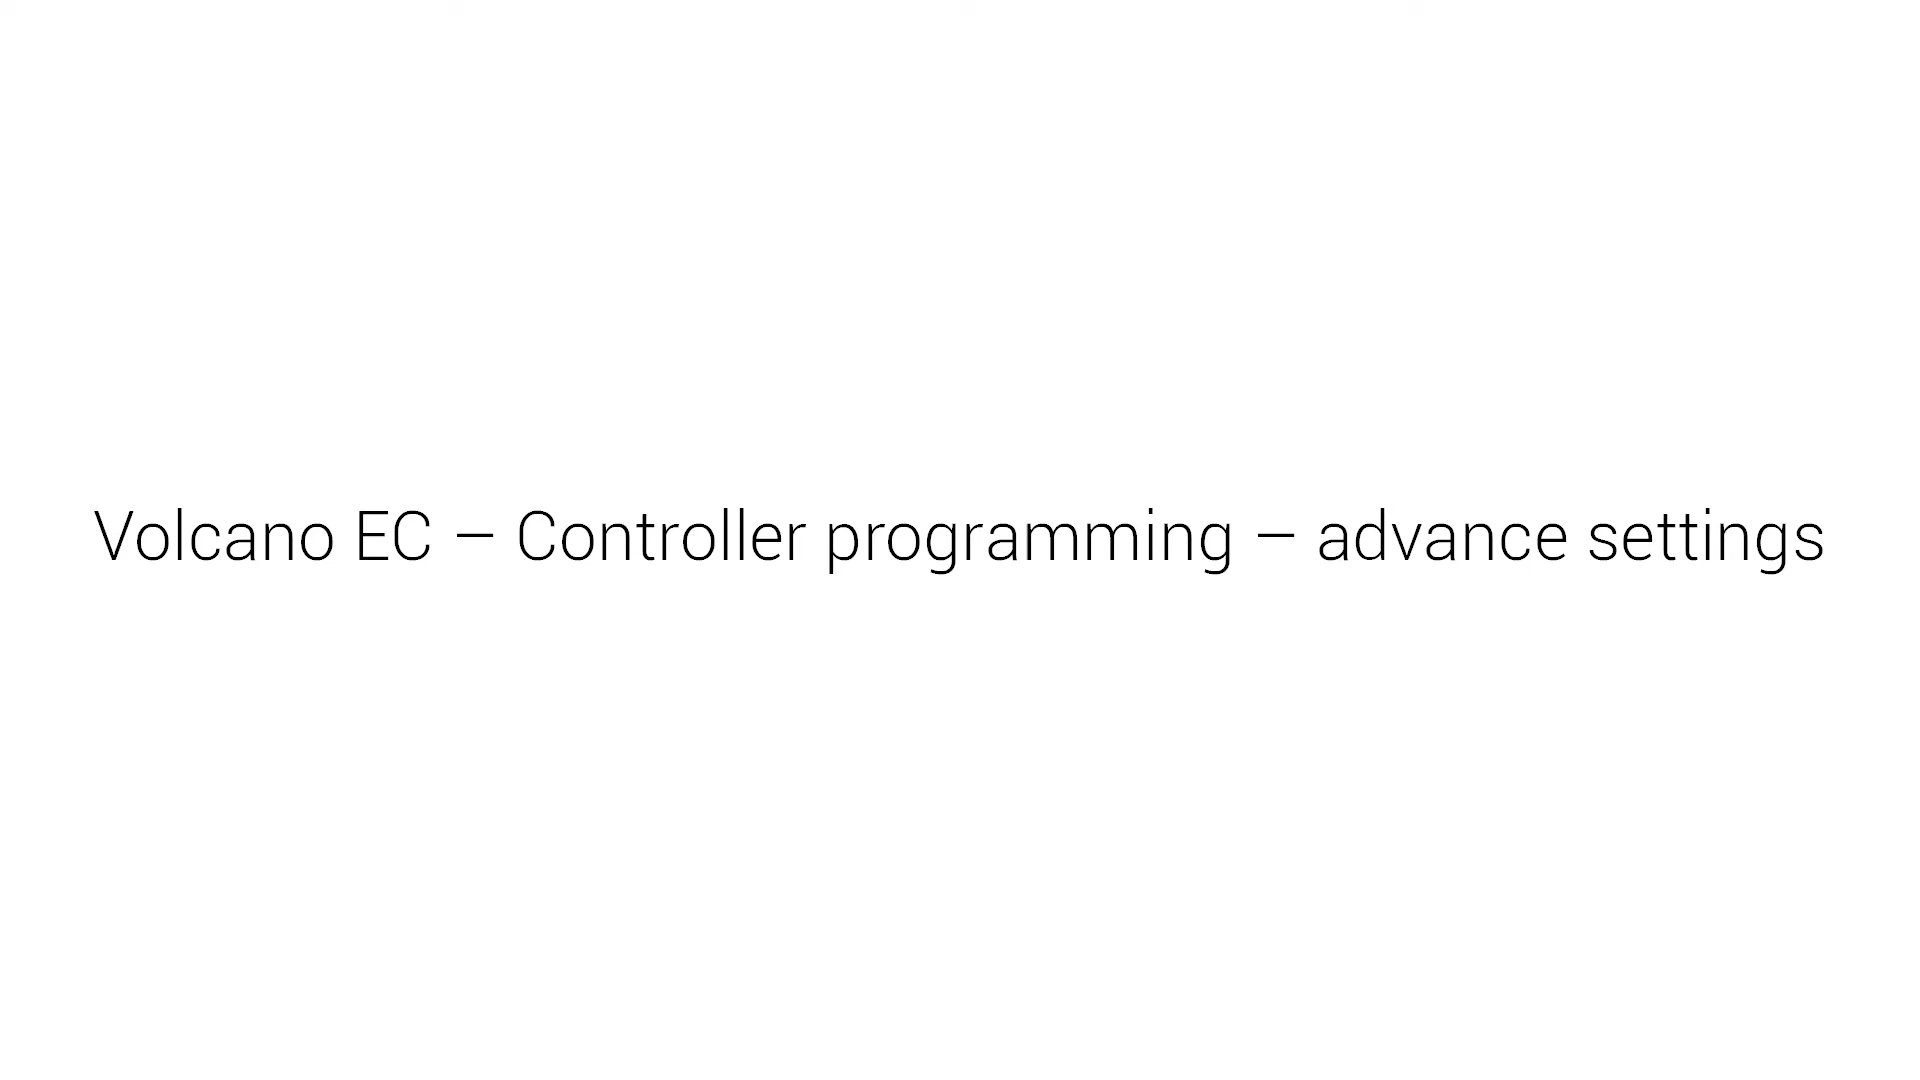 Volcano EC – Controller programming – advance settings